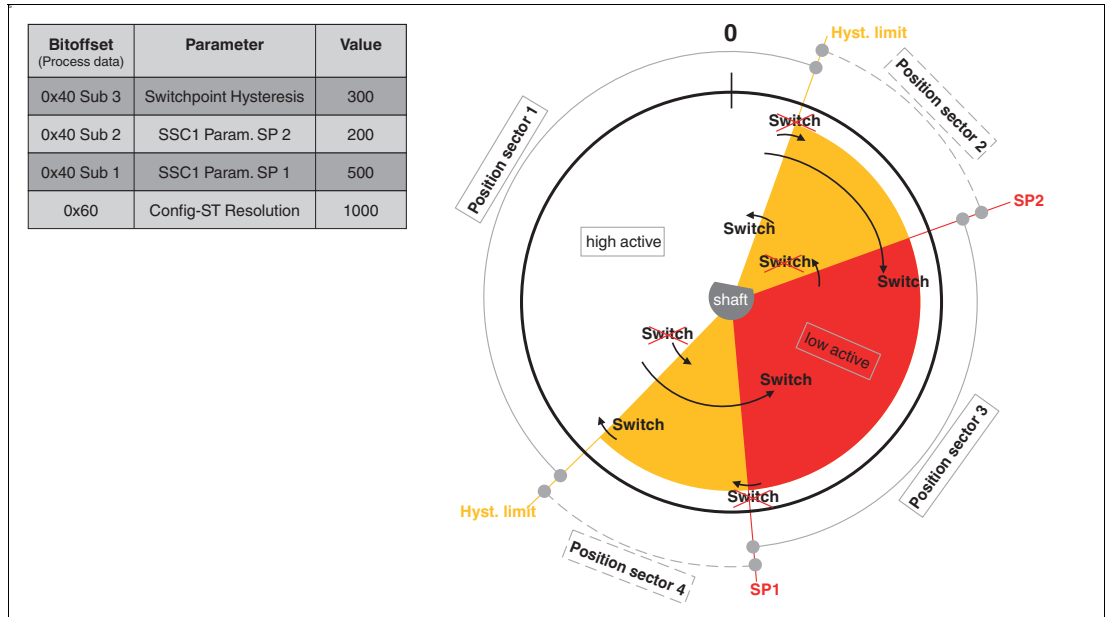 Bitoffset Parameter Value
(Process data)
0x40 Sub 3 Switchpoint Hysteresis 300
0x40 Sub 2 SSC1 Param. SP 2 200
0x40 Sub 1 SSC1 Param. SP 1 500
0x60 Config-ST Resolution 1000
0
Hyst. limit
Position sector 1
Position sector 2
Switch
SP2
Switch
high active
Switch
Switch
shaft
Switch
low active
Switch
Switch
Position sector 3
Switch
Hyst. limit
Position sector 4
SP1